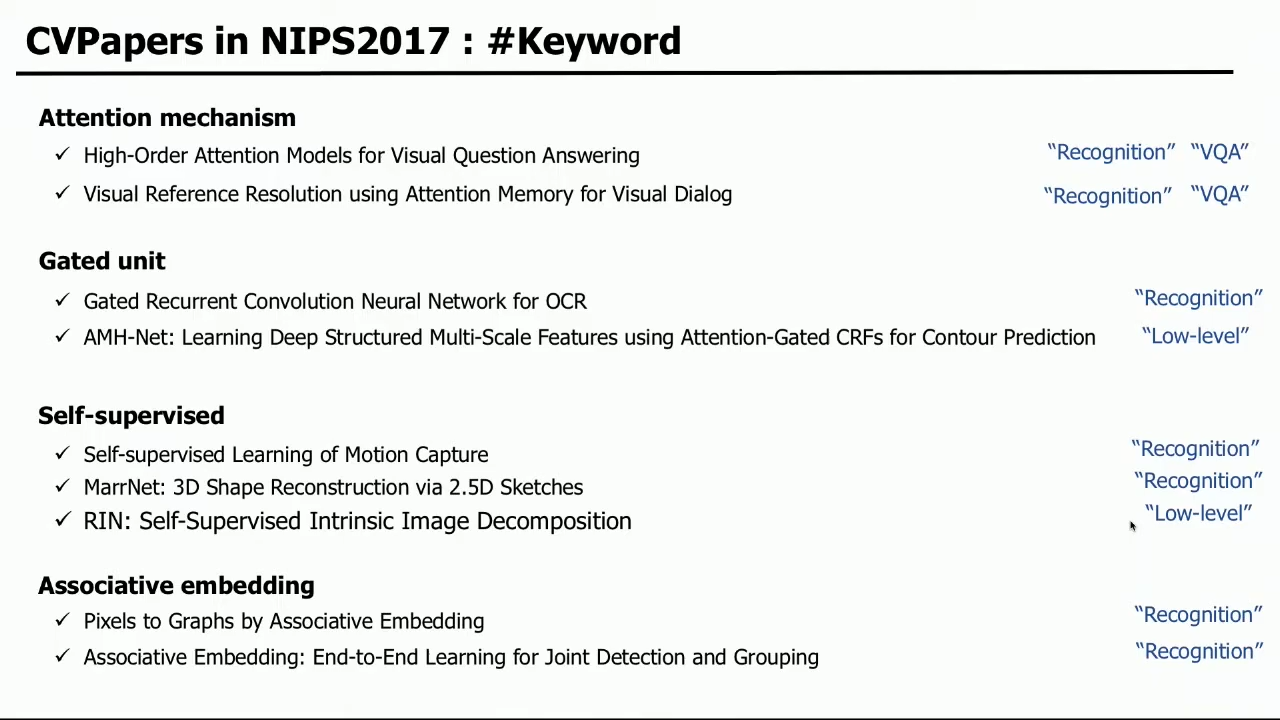 CVPapers in NIPS2017 : #Keyword
Attention mechanism
✓ High-Order Attention Models for Visual Question Answering “Recognition” “VQA”
✓ Visual Reference Resolution using Attention Memory for Visual Dialog “Recognition” “VQA”
Gated unit
✓ Gated Recurrent Convolution Neural Network for OCR “Recognition”
✓ AMH-Net: Learning Deep Structured Multi-Scale Features using Attention-Gated CRFs for Contour Prediction “Low-level”
Self-supervised
✓ Self-supervised Learning of Motion Capture “Recognition”
✓ MarrNet: 3D Shape Reconstruction via 2.5D Sketches “Recognition”
✓ RIN: Self-Supervised Intrinsic Image Decomposition “Low-level”
Associative embedding
✓ Pixels to Graphs by Associative Embedding “Recognition”
✓ Associative Embedding: End-to-End Learning for Joint Detection and Grouping “Recognition”